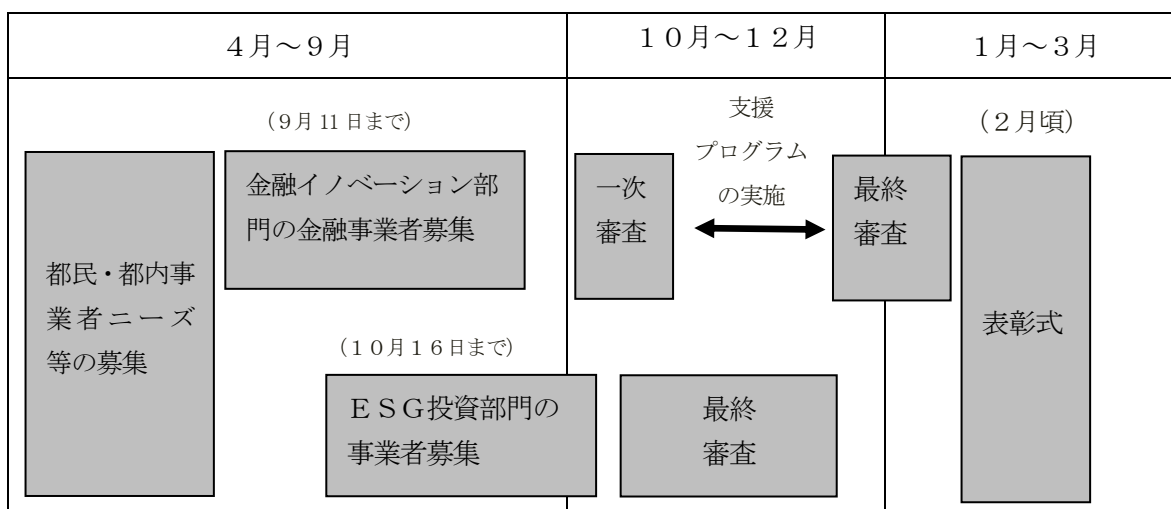 4月~9月
10月~12月
1月~3月
都民・都内事
業者ニーズ
等の募集
(9月11日まで)
金融イノベーション部
門の金融事業者募集
(10月16日まで)
ESG投資部門の
事業者募集
一次
審査
支援
プログラム
の実施
最終
審査
最終
審査
(2月頃)
表彰式